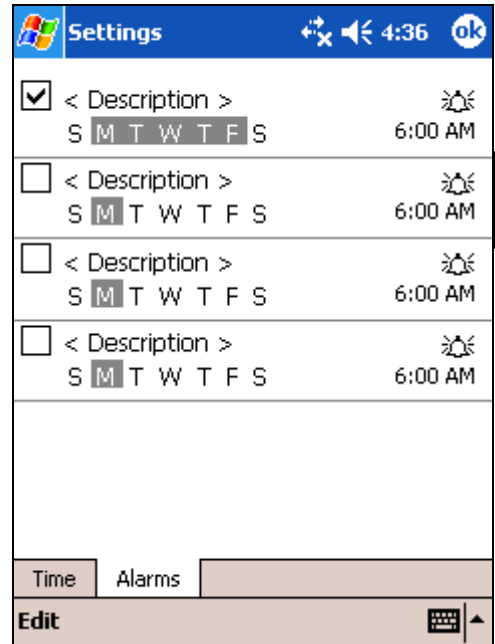 Settings 4:36 ok
< Description >
S M T W T F S 6:00 AM
< Description >
S M T W T F S 6:00 AM
< Description >
S M T W T F S 6:00 AM
< Description >
S M T W T F S 6:00 AM
Time Alarms
Edit